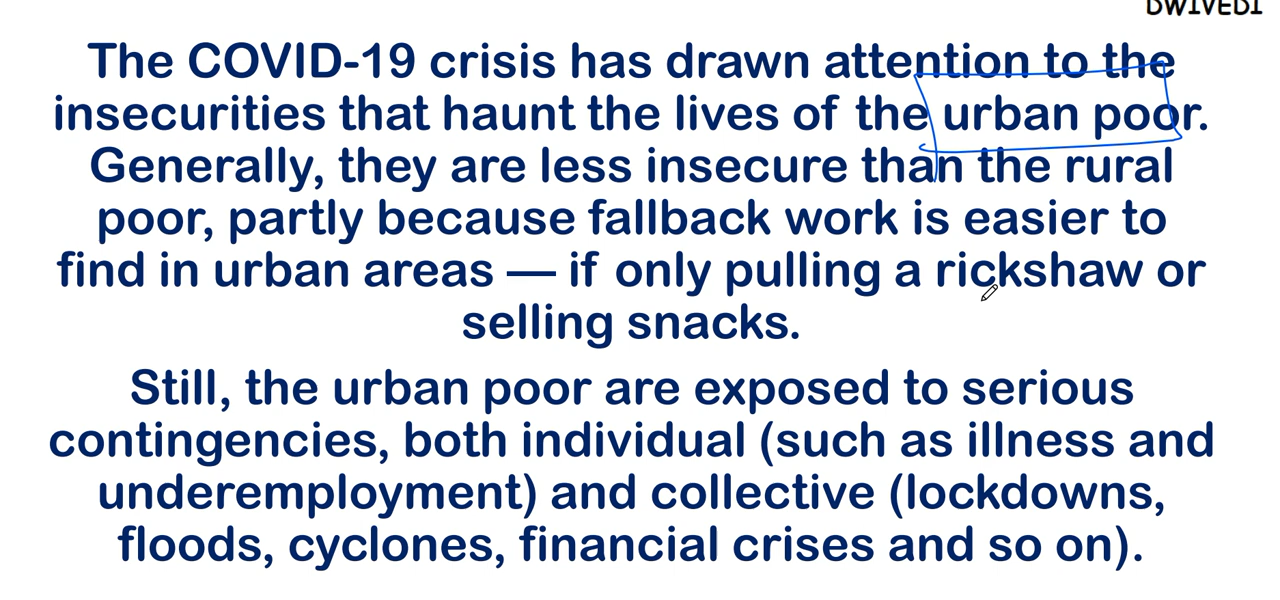 DWIVEDI
The COVID-19 crisis has drawn attention to the
insecurities that haunt the lives of the urban poor.
Generally, they are less insecure than the rural
poor, partly because fallback work is easier to
find in urban areas — if only pulling a rickshaw or
selling snacks.
Still, the urban poor are exposed to serious
contingencies, both individual (such as illness and
underemployment) and collective (lockdowns,
floods, cyclones, financial crises and so on).